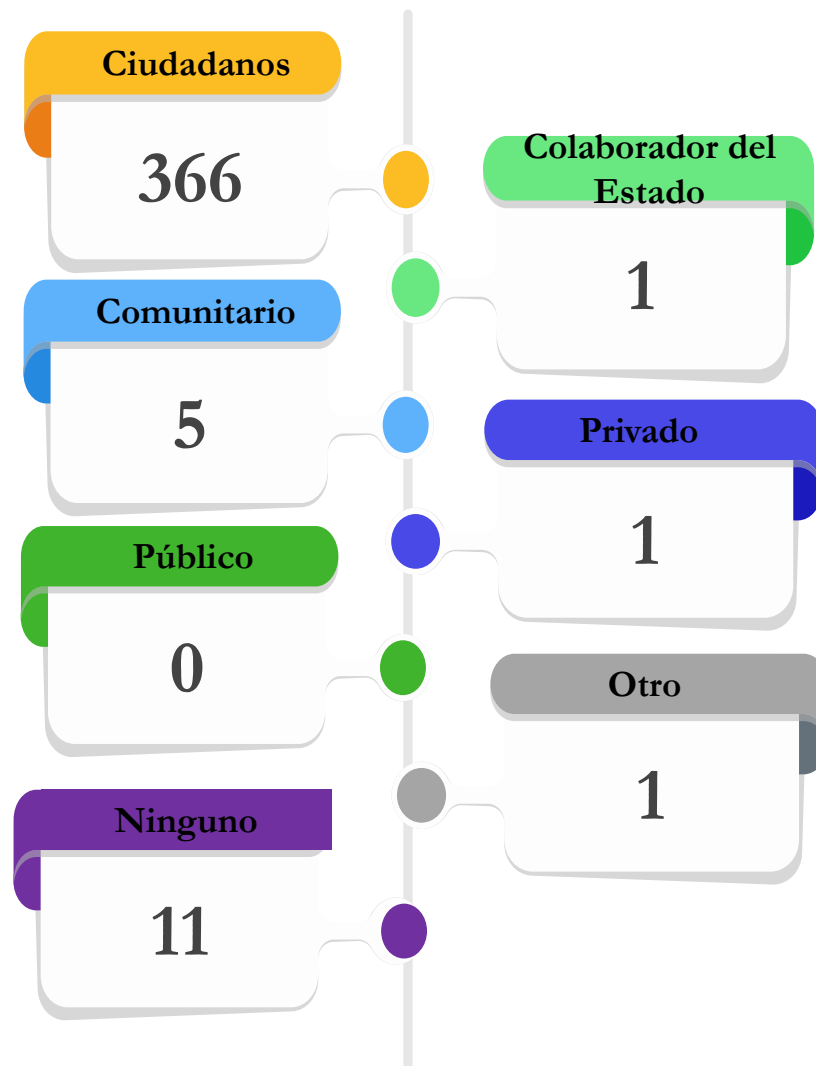 Ciudadanos
366
Colaborador del
Estado
1
Comunitario
5
Privado
1
Público
0
Otro
1
Ninguno
11